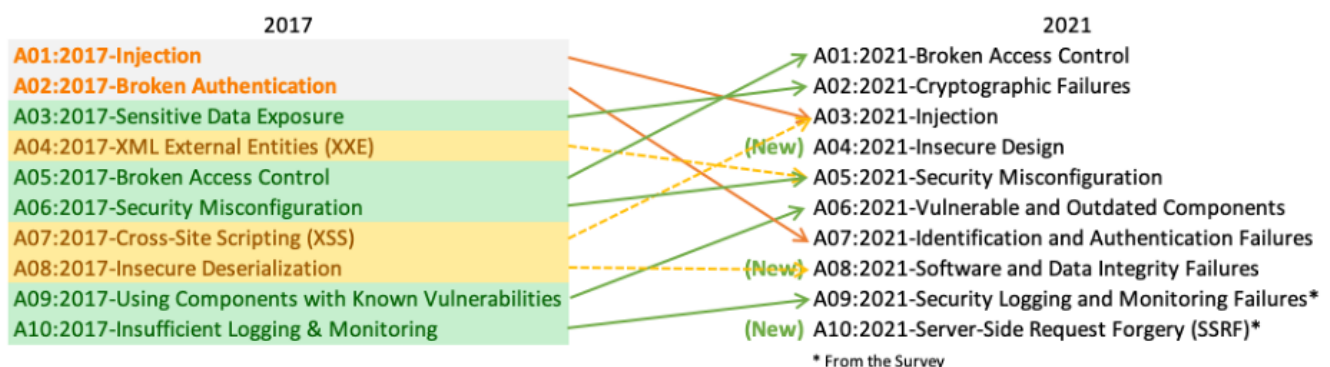 2017
A01:2017-Injection
A02:2017-Broken Authentication
A03:2017-Sensitive Data Exposure
A04:2017-XML External Entities (XXE)
A05:2017-Broken Access Control
A06:2017-Security Misconfiguration
A07:2017-Cross-Site Scripting (XSS)
A08:2017-Insecure Deserialization
A09:2017-Using Components with Known Vulnerabilities
A10:2017-Insufficient Logging & Monitoring
2021
A01:2021-Broken Access Control
A02:2021-Cryptographic Failures
A03:2021-Injection
(New) A04:2021-Insecure Design
A05:2021-Security Misconfiguration
A06:2021-Vulnerable and Outdated Components
A07:2021-Identification and Authentication Failures
(New) A08:2021-Software and Data Integrity Failures
A09:2021-Security Logging and Monitoring Failures*
(New) A10:2021-Server-Side Request Forgery (SSRF)*
* From the Survey